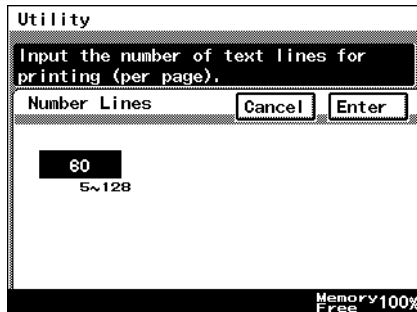 Utility
Input the number of text lines for
printing (per page).
Number Lines
Cancel
Enter
60
5~128
Memory
Free 100%